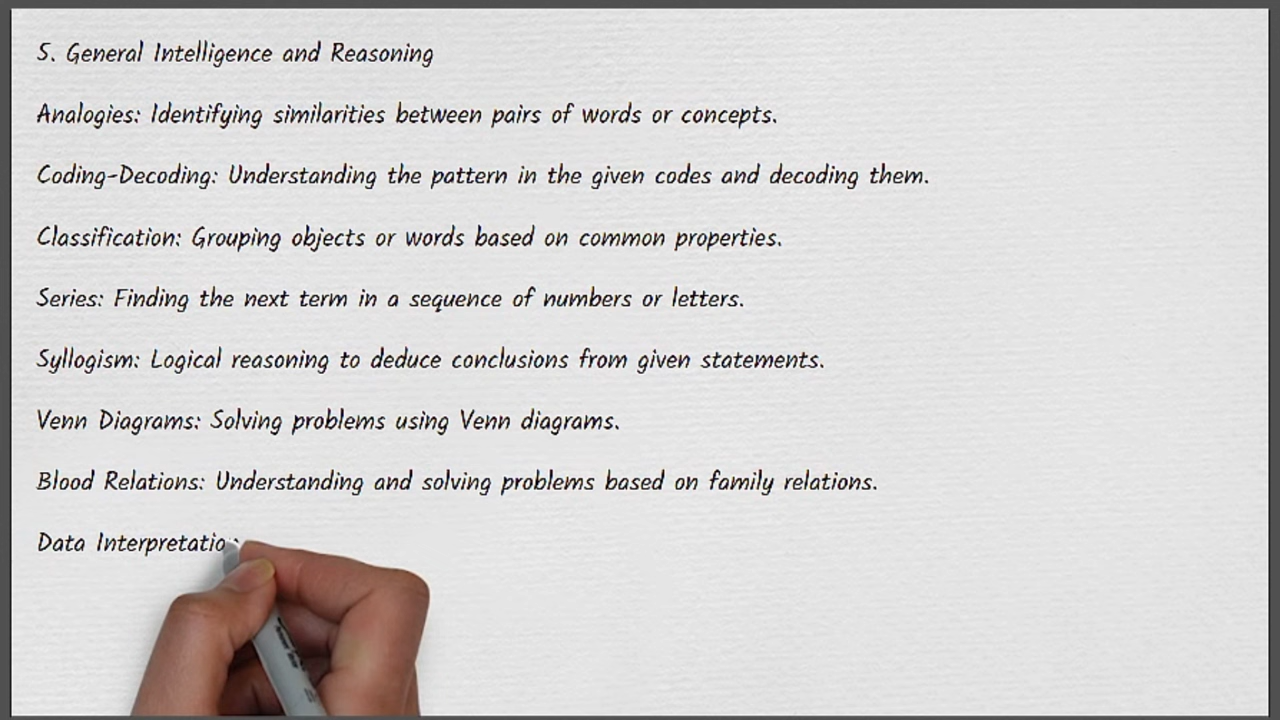 5. General Intelligence and Reasoning
Analogies: Identifying similarities between pairs of words or concepts.
Coding-Decoding: Understanding the pattern in the given codes and decoding them.
Classification: Grouping objects or words based on common properties.
Series: Finding the next term in a sequence of numbers or letters.
Syllogism: Logical reasoning to deduce conclusions from given statements.
Venn Diagrams: Solving problems using Venn diagrams.
Blood Relations: Understanding and solving problems based on family relations.
Data Interpretatio